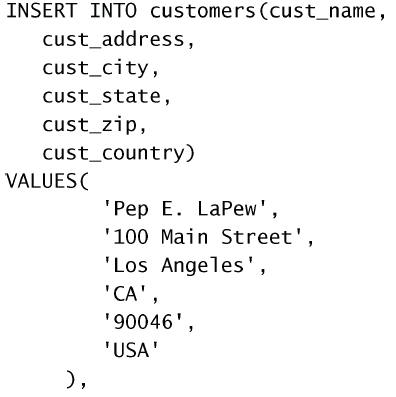 INSERT INTO customers(cust_name,
   cust_address,
   cust_city,
   cust_state,
   cust_zip,
   cust_country)
VALUES(
        'Pep E. LaPew',
        '100 Main Street',
        'Los Angeles',
        'CA',
        '90046',
        'USA'
     ),